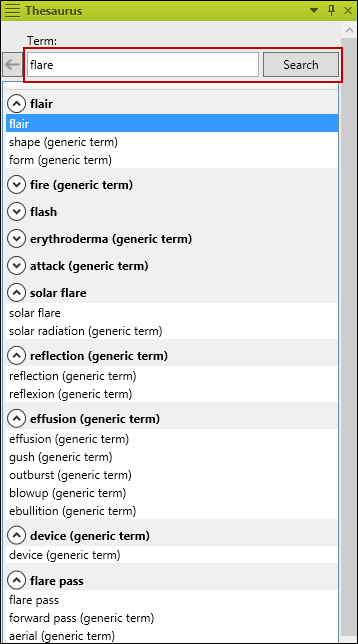 Thesaurus
Term:
flare Search
flair
flair
shape (generic term)
form (generic term)
fire (generic term)
flash
erythroderma (generic term)
attack (generic term)
solar flare
solar flare
solar radiation (generic term)
reflection (generic term)
reflection (generic term)
reflexion (generic term)
effusion (generic term)
effusion (generic term)
gush (generic term)
outburst (generic term)
blowup (generic term)
ebullition (generic term)
device (generic term)
device (generic term)
flare pass
flare pass
forward pass (generic term)
aerial (generic term)